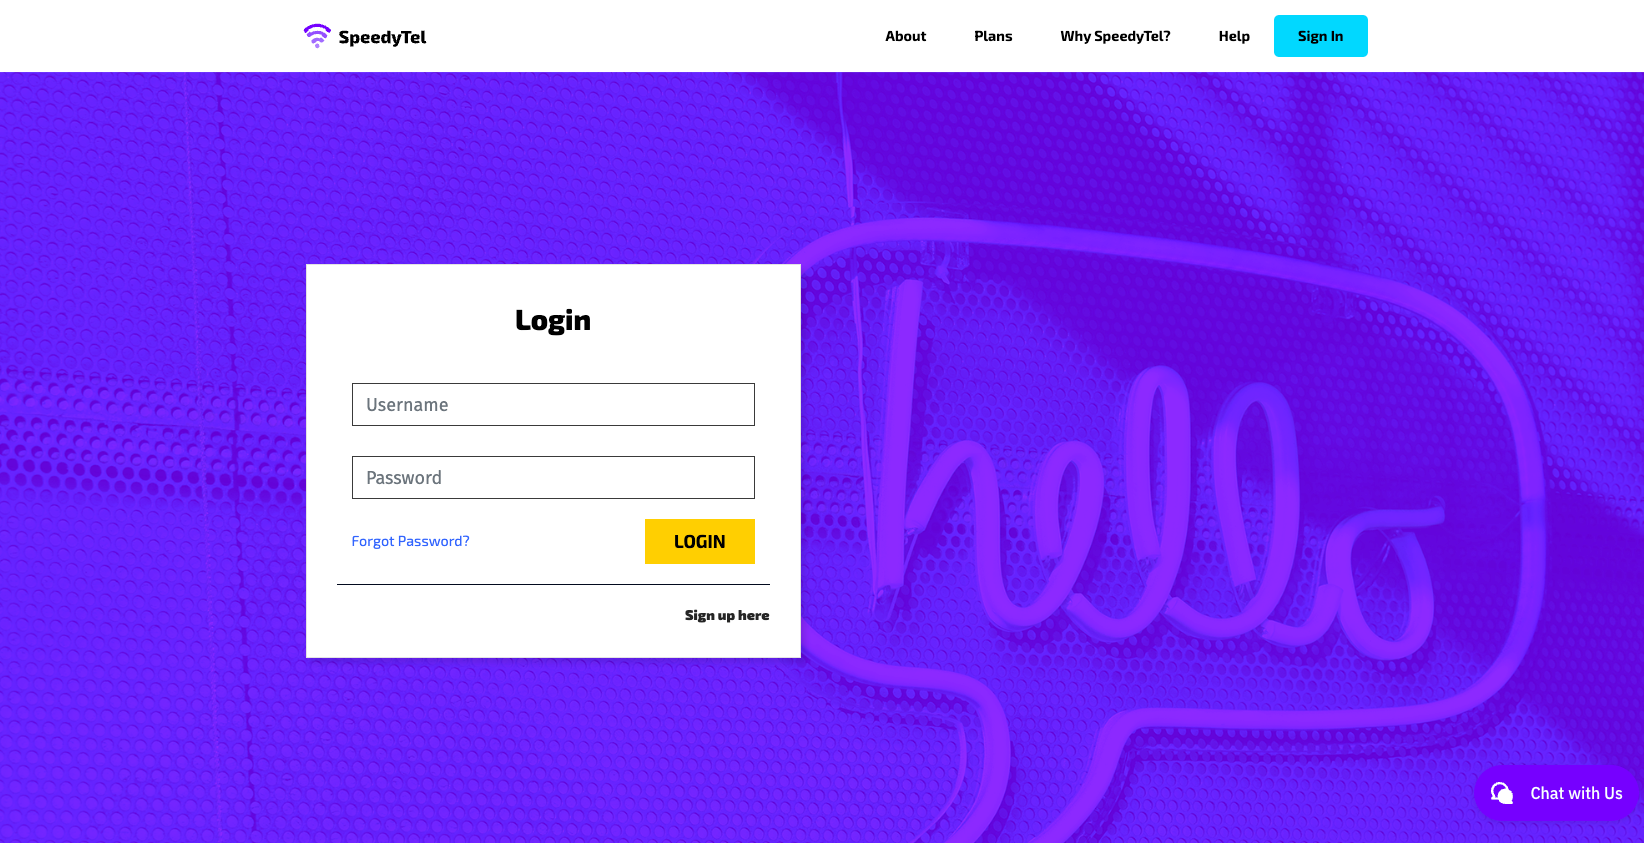 SpeedyTel
About Plans Why SpeedyTel? Help Sign In
Login
Username
Password
Forgot Password? LOGIN
Sign up here
hello
Chat with Us